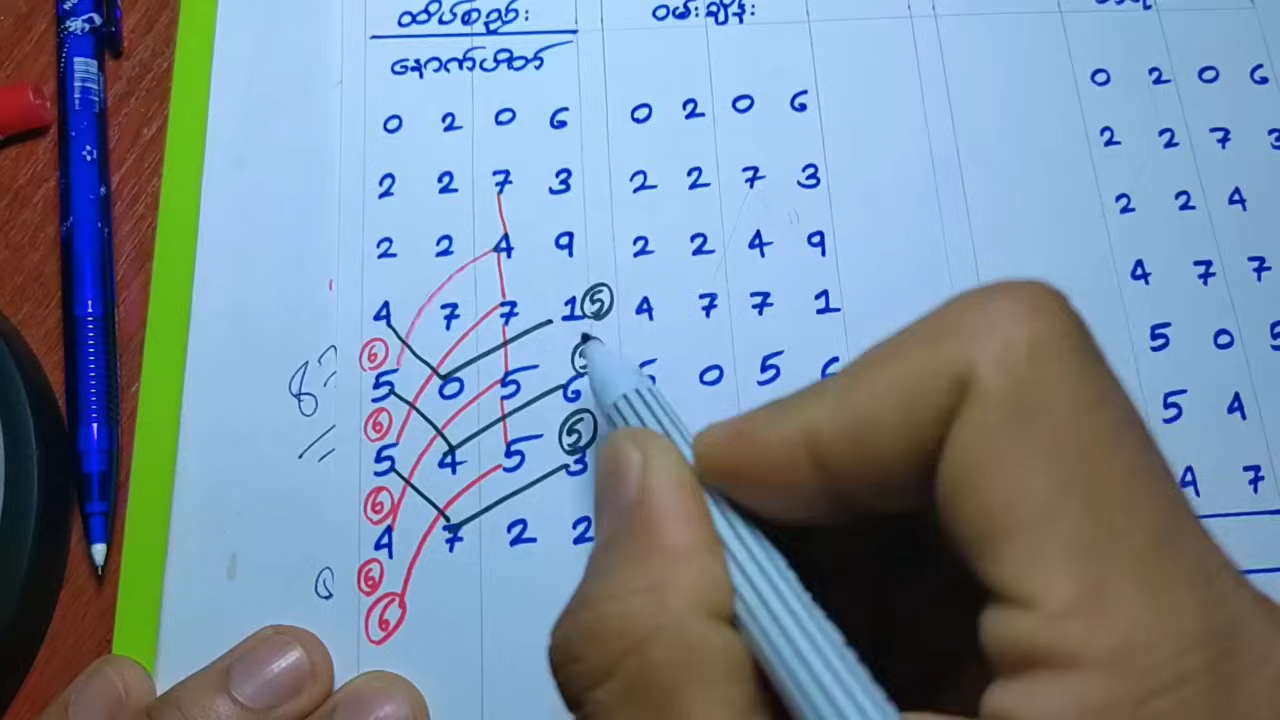 ထိပ်စည်း ဝမ်းချိန်း
နောက်ပိတ်
0 2 0 6 0 2 0 6 0 2 0 6
2 2 7 3 2 2 7 3 2 2 7 3
2 2 4 9 2 2 4 9 2 2 4
4 7 7 1 5 4 7 7 1 4 7 7
6
5 0 5 6 0 5 5 0 5
6 5
5 4 5 3 5 4
6
4 7 2 2 4 7
6
6